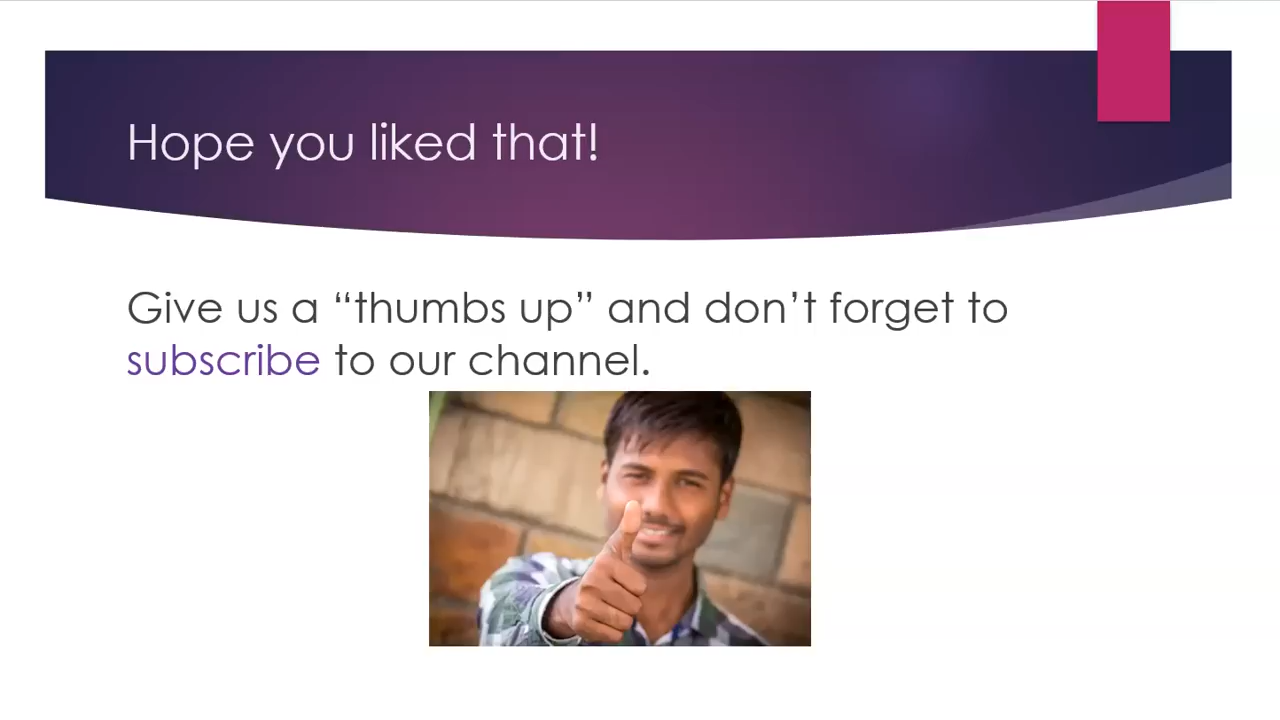 Hope you liked that!
Give us a “thumbs up” and don’t forget to
subscribe to our channel.